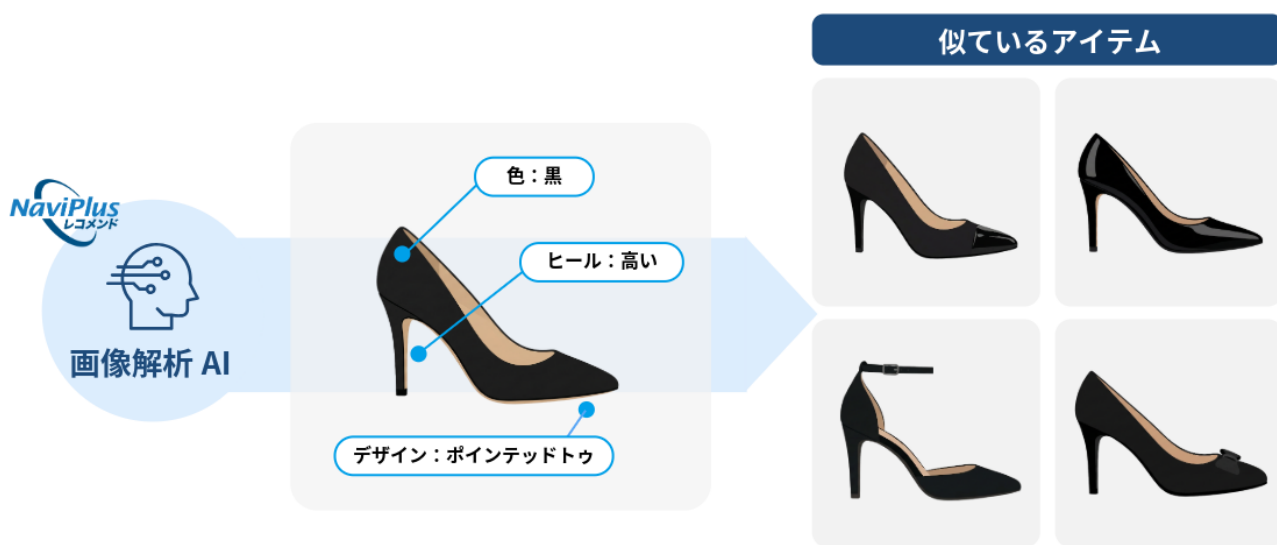 似ているアイテム
NaviPlus
レコメンド
画像解析 AI
色：黒
ヒール：高い
デザイン：ポインテッドトゥ